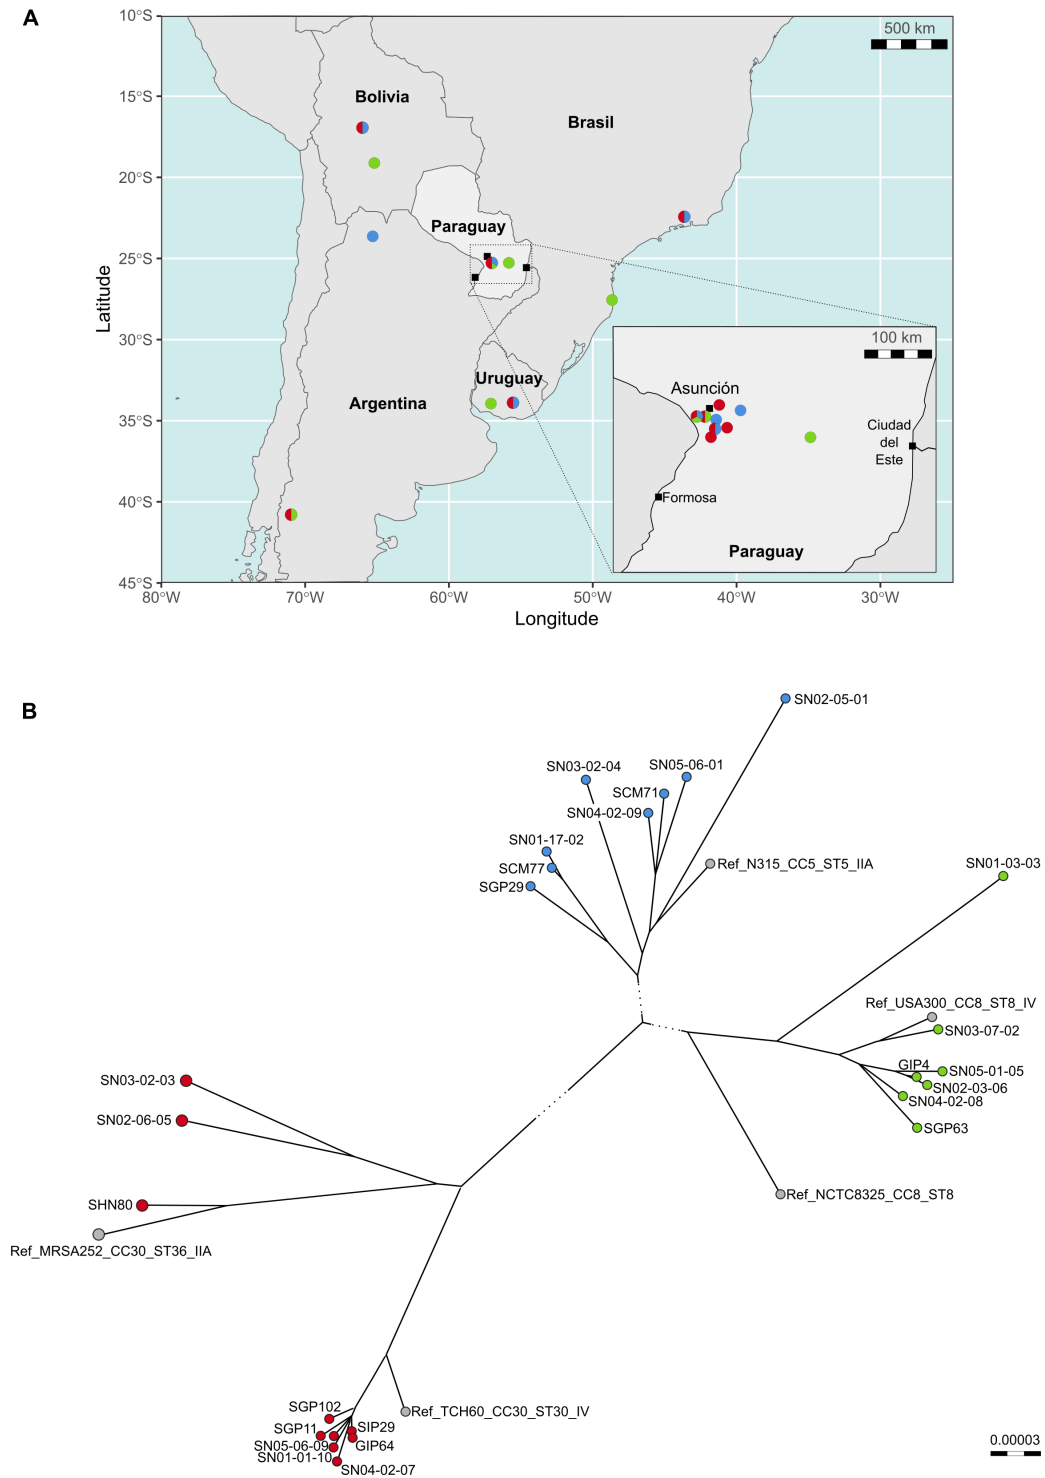 A
10°S
500 km
15°S
Bolivia
Brasil
20°S
Paraguay
25°S
Latitude
30°S
100 km
Uruguay
Asunción
Argentina
35°S
Ciudad
del
Este
Formosa
40°S
Paraguay
45°S
80°W
70°W
60°W
50°W
40°W
30°W
Longitude
B
SN02-05-01
SN03-02-04
SN05-06-01
SCM71
SN04-02-09
SN01-17-02
Ref_N315_CC5_ST5_IIA
SN01-03-03
SCM77
SGP29
Ref_USA300_CC8_ST8_IV
SN03-07-02
GIP4
SN05-01-05
SN03-02-03
SN02-03-06
SN04-02-08
SN02-06-05
SGP63
Ref_NCTC8325_CC8_ST8
SHN80
Ref_MRSA252_CC30_ST36_IIA
SGP102
Ref_TCH60_CC30_ST30_IV
SGP11
SIP29
SN05-06-09
GIP64
SN01-01-10
SN04-02-07
0.00003